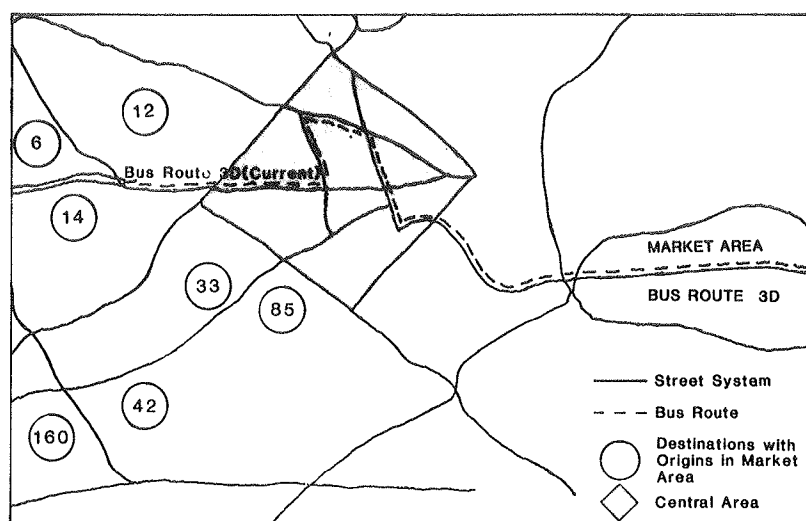 12
6
Bus Route 3D(Current)
14
MARKET AREA
BUS ROUTE 3D
33
85
Street System
42
Bus Route
160
Destinations with
Origins in Market
Area
Central Area